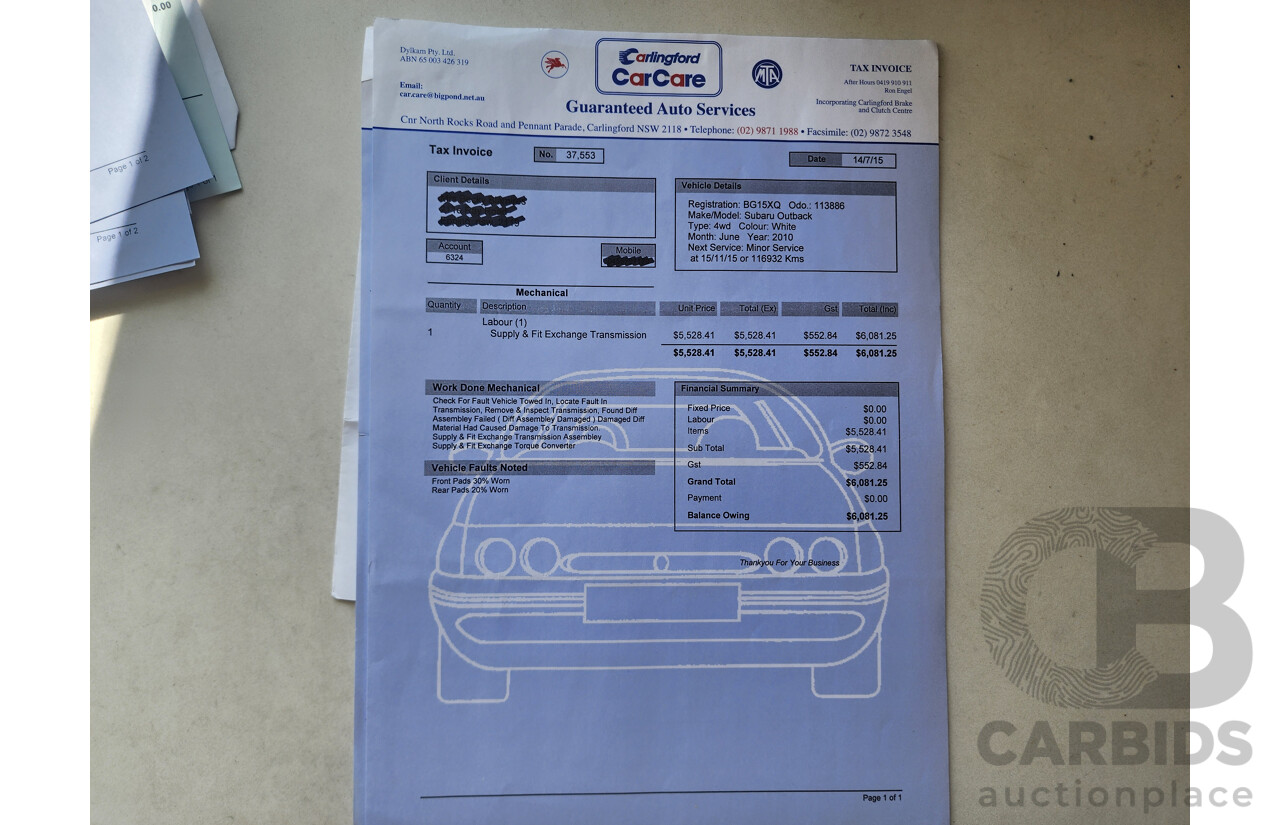 0.00
Page 1 of 2
Page 1 of 2
Dylkam Pty. Ltd.
ABN 65 003 426 319
Email:
car.care@bigpond.net.au
Carlingford
CarCare
MTA
Guaranteed Auto Services
TAX INVOICE
After Hours 0419 910 911
Ron Engel
Incorporating Carlingford Brake
and Clutch Centre
Cnr North Rocks Road and Pennant Parade, Carlingford NSW 2118 • Telephone: (02) 9871 1988 • Facsimile: (02) 9872 3548
Tax Invoice No. 37,553 Date 14/7/15
Client Details
Account
6324
Mobile
Vehicle Details
Registration: BG15XQ Odo.: 113886
Make/Model: Subaru Outback
Type: 4wd Colour: White
Month: June Year: 2010
Next Service: Minor Service
at 15/11/15 or 116932 Kms
Mechanical
Quantity Description Unit Price Total (Ex) Gst Total (Inc)
Labour (1)
1 Supply & Fit Exchange Transmission $5,528.41 $5,528.41 $552.84 $6,081.25
$5,528.41 $5,528.41 $552.84 $6,081.25
Work Done Mechanical
Check For Fault Vehicle Towed In, Locate Fault In
Transmission, Remove & Inspect Transmission, Found Diff
Assembly Failed ( Diff Assembly Damaged ) Damaged Diff
Material Had Caused Damage To Transmission.
Supply & Fit Exchange Transmission Assembley
Supply & Fit Exchange Torque Converter
Vehicle Faults Noted
Front Pads 30% Worn
Rear Pads 20% Worn
Financial Summary
Fixed Price $0.00
Labour $0.00
Items $5,528.41
Sub Total $5,528.41
Gst $552.84
Grand Total $6,081.25
Payment $0.00
Balance Owing $6,081.25
Thankyou For Your Business
Page 1 of 1
CB
CARBIDS
auctionplace